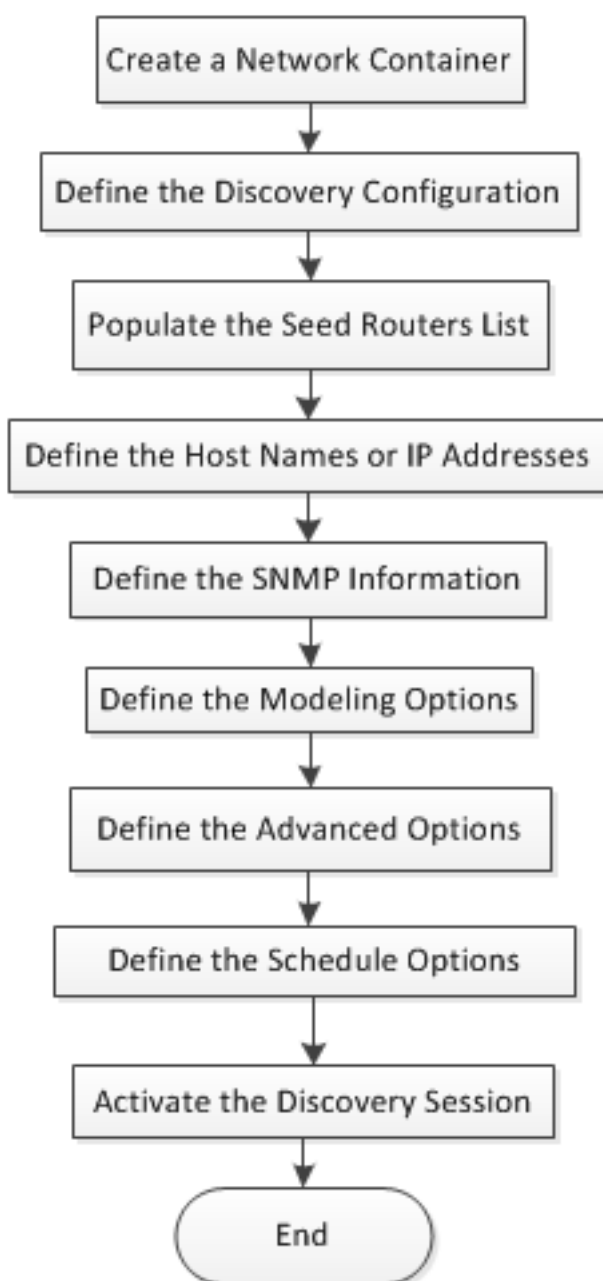 Create a Network Container
Define the Discovery Configuration
Populate the Seed Routers List
Define the Host Names or IP Addresses
Define the SNMP Information
Define the Modeling Options
Define the Advanced Options
Define the Schedule Options
Activate the Discovery Session
End